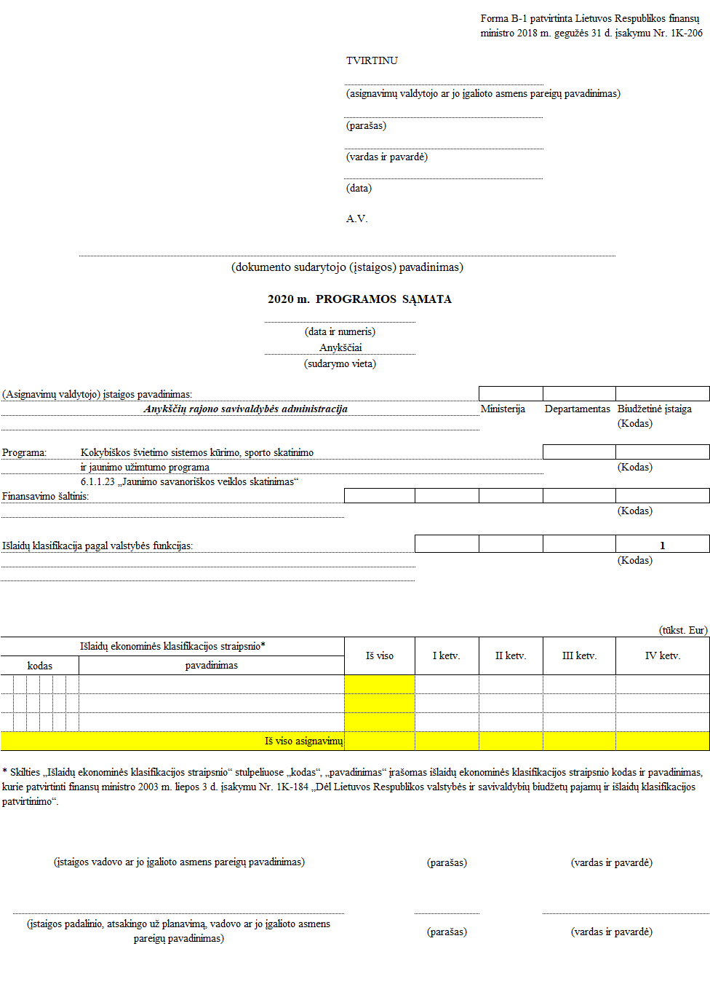 Forma B-1 patvirtinta Lietuvos Respublikos finansų
ministro 2018 m. gegužės 31 d. įsakymu Nr. 1K-206
TVIRTINU
(asignavimų valdytojo ar jo įgalioto asmens pareigų pavadinimas)
(parašas)
(vardas ir pavardė)
(data)
A.V.
(dokumento sudarytojo (įstaigos) pavadinimas)
2020 m. PROGRAMOS SĄMATA
(data ir numeris)
Anykščiai
(sudarymo vieta)
(Asignavimų valdytojo) įstaigos pavadinimas:
Anykščių rajono savivaldybės administracija Ministerija Departamentas Biudžetinė įstaiga
(Kodas)
Programa: Kokybiškos švietimo sistemos kūrimo, sporto skatinimo
ir jaunimo užimtumo programa (Kodas)
6.1.1.23 „Jaunimo savanoriškos veiklos skatinimas“
Finansavimo šaltinis:
(Kodas)
Išlaidų klasifikacija pagal valstybės funkcijas: 1
(Kodas)
(tūkst. Eur)
Išlaidų ekonominės klasifikacijos straipsnio*
Iš viso I ketv. II ketv. III ketv. IV ketv.
kodas pavadinimas
Iš viso asignavimų
* Skilties „Išlaidų ekonominės klasifikacijos straipsnio“ stulpeliuose „kodas“, „pavadinimas“ įrašomas išlaidų ekonominės klasifikacijos straipsnio kodas ir pavadinimas,
kurie patvirtinti finansų ministro 2003 m. liepos 3 d. įsakymu Nr. 1K-184 „Dėl Lietuvos Respublikos valstybės ir savivaldybių biudžetų pajamų ir išlaidų klasifikacijos
patvirtinimo“.
(įstaigos vadovo ar jo įgalioto asmens pareigų pavadinimas) (parašas) (vardas ir pavardė)
(įstaigos padalinio, atsakingo už planavimą, vadovo ar jo įgalioto asmens
pareigų pavadinimas) (parašas) (vardas ir pavardė)